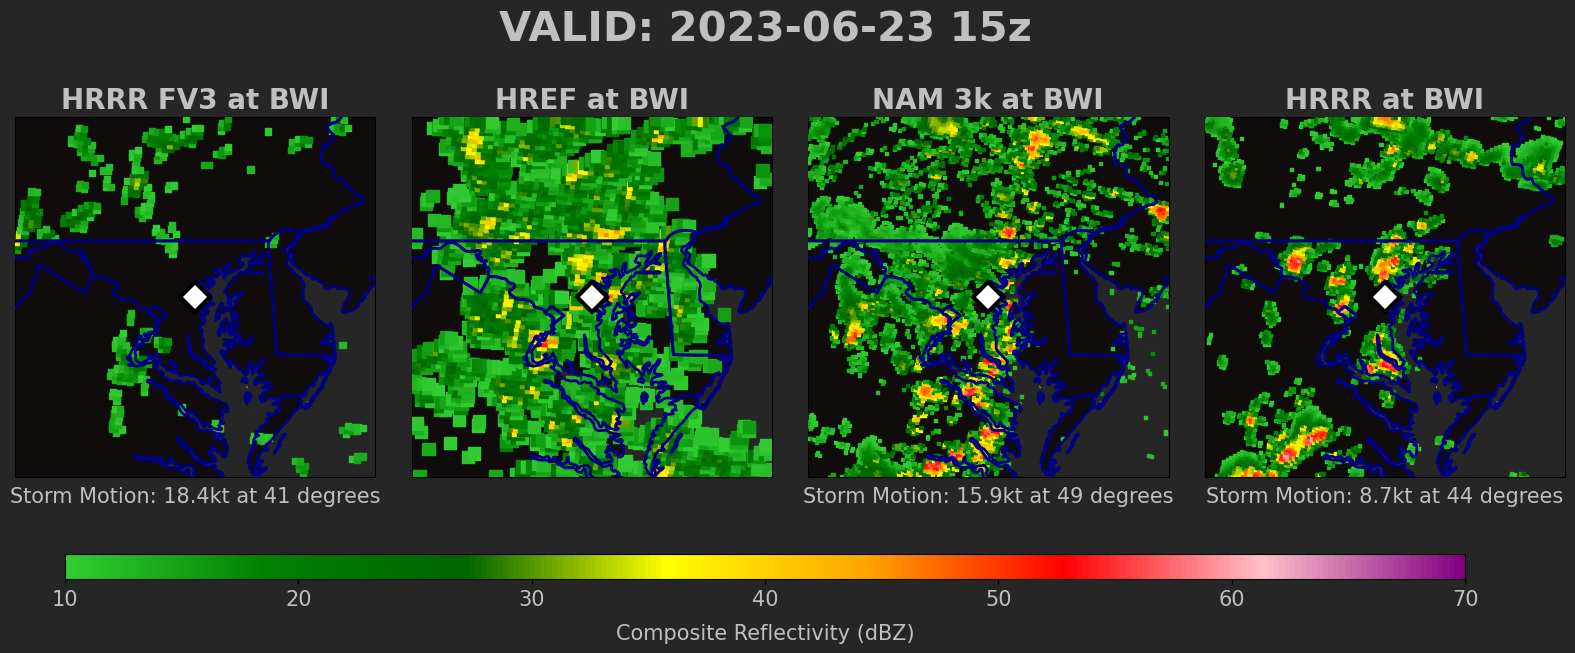 VALID: 2023-06-23 15z
HRRR FV3 at BWI
HREF at BWI
NAM 3k at BWI
HRRR at BWI
Storm Motion: 18.4kt at 41 degrees
Storm Motion: 15.9kt at 49 degrees
Storm Motion: 8.7kt at 44 degrees
10 20 30 40 50 60 70
Composite Reflectivity (dBZ)